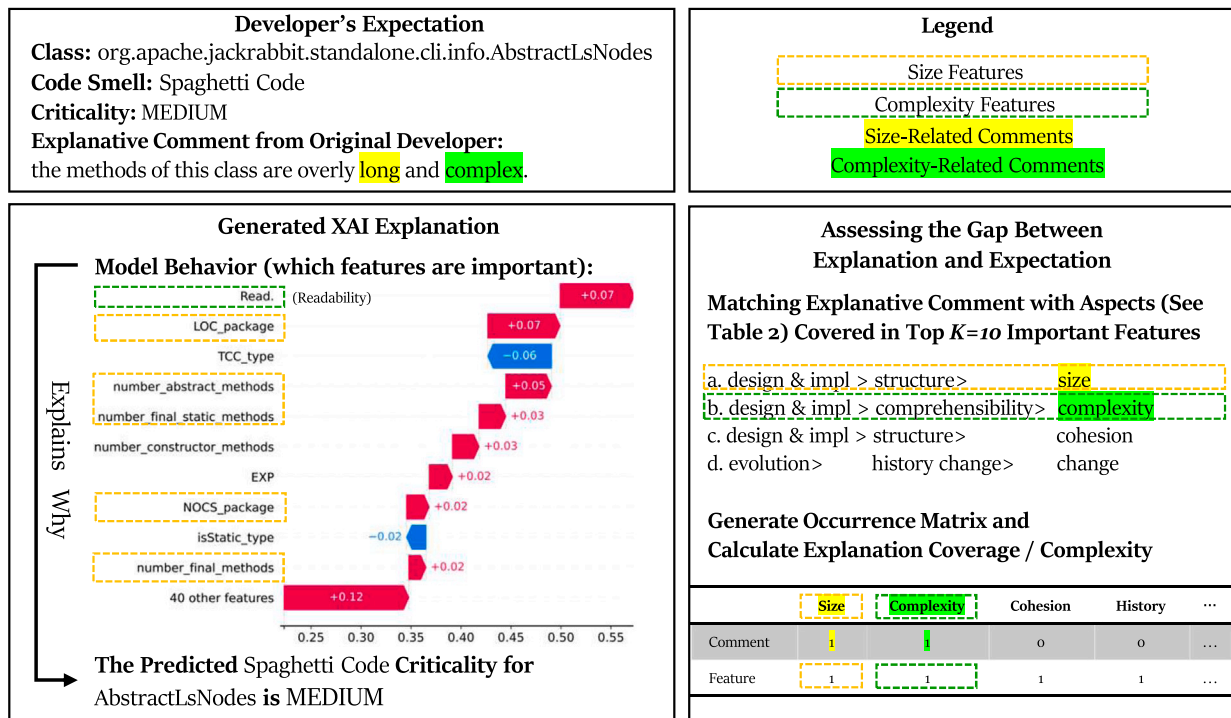 Developer's Expectation
Class: org.apache.jackrabbit.standalone.cli.info.AbstractLsNodes
Code Smell: Spaghetti Code
Criticality: MEDIUM
Explanative Comment from Original Developer:
the methods of this class are overly long and complex.
Legend
Size Features
Complexity Features
Size-Related Comments
Complexity-Related Comments
Generated XAI Explanation
Model Behavior (which features are important):
Read. (Readability) +0.07
LOC_package +0.07
TCC_type −0.06
number_abstract_methods +0.05
number_final_static_methods +0.03
number_constructor_methods +0.03
EXP +0.02
NOCS_package +0.02
isStatic_type −0.02
number_final_methods +0.02
40 other features +0.12
0.25 0.30 0.35 0.40 0.45 0.50 0.55
Explains Why
The Predicted Spaghetti Code Criticality for
AbstractLsNodes is MEDIUM
Assessing the Gap Between
Explanation and Expectation
Matching Explanative Comment with Aspects (See
Table 2) Covered in Top K=10 Important Features
a. design & impl > structure> size
b. design & impl > comprehensibility> complexity
c. design & impl > structure> cohesion
d. evolution> history change> change
Generate Occurrence Matrix and
Calculate Explanation Coverage / Complexity
Size Complexity Cohesion History ...
Comment 1 1 0 0 ...
Feature 1 1 1 1 ...